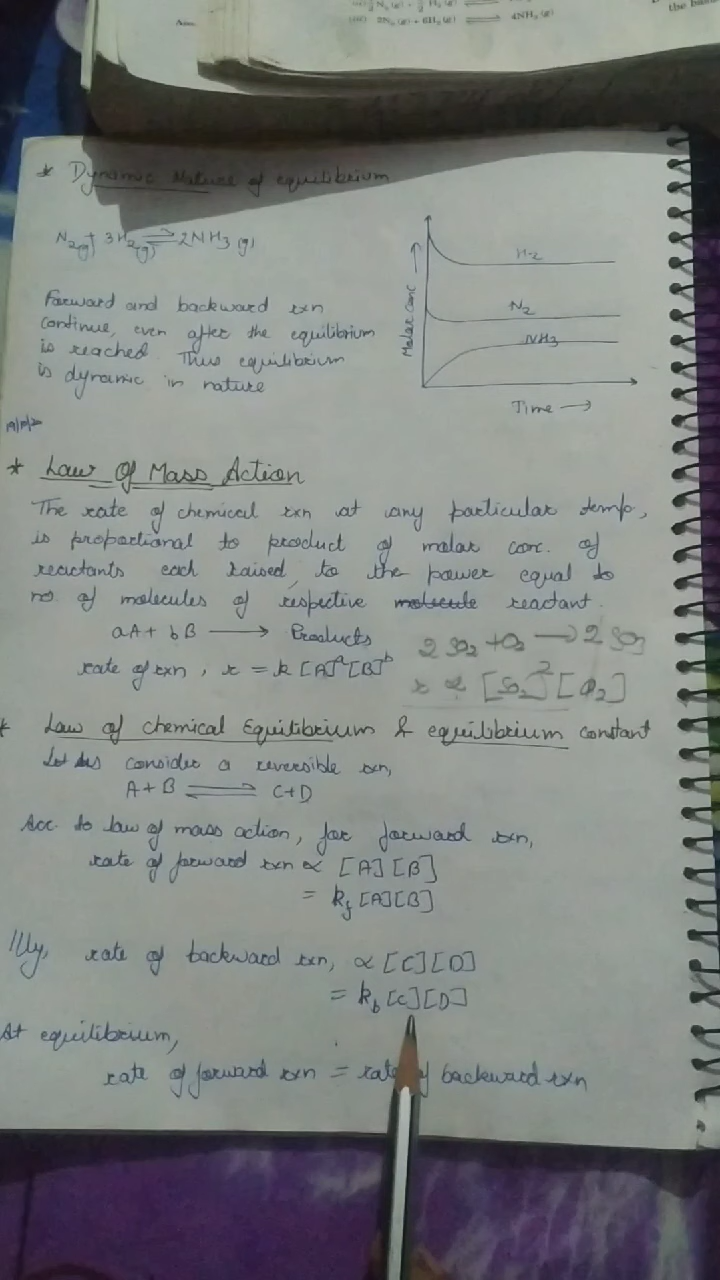 2N₂(g) + 6H₂(g) ⇌ 4NH₃(g)
* Dynamic Nature of equilibrium
N₂(g) + 3H₂(g) ⇌ 2NH₃(g)
Forward and backward rxn
continue, even after the equilibrium
is reached. Thus equilibrium
is dynamic in nature
Molar conc →
H₂
N₂
NH₃
Time →
* Law Of Mass Action
The rate of chemical rxn at any particular temp,
is proportional to product of molar conc. of
reactants each raised to the power equal to
no. of molecules of respective reactant.
aA + bB → Products
rate of rxn, r = k [A]ᵃ[B]ᵇ
2SO₂ + O₂ → 2SO₃
r ∝ [SO₂]² [O₂]
* Law of chemical Equilibrium & equilibrium constant
Let us consider a reversible rxn,
A + B ⇌ C + D
Acc. to law of mass action, for forward rxn,
rate of forward rxn ∝ [A][B]
= kf [A][B]
Illy, rate of backward rxn, ∝ [C][D]
= kb [C][D]
At equilibrium,
rate of forward rxn = rate of backward rxn